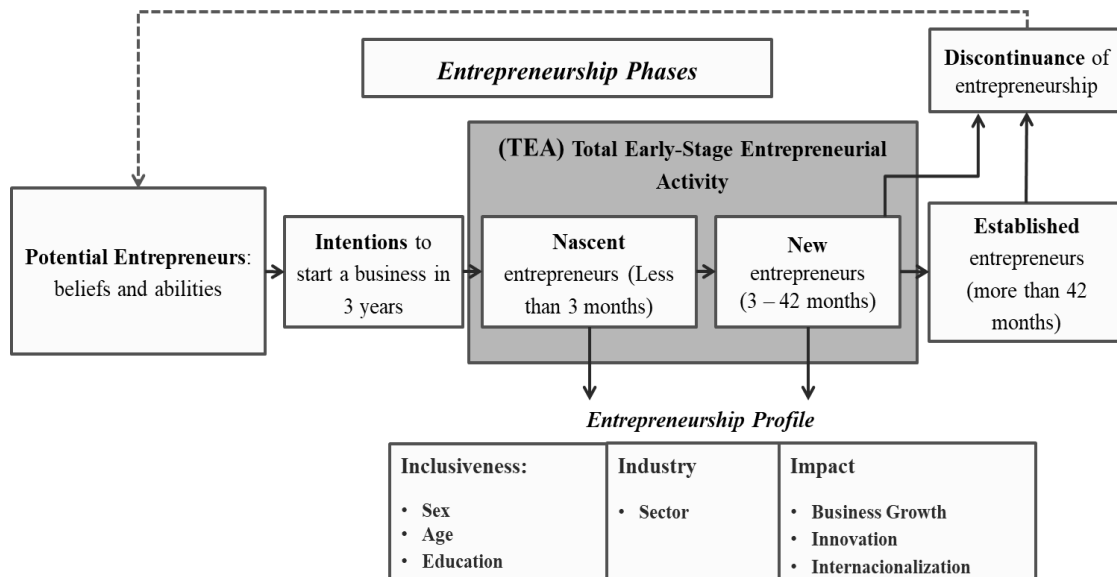 Entrepreneurship Phases
Discontinuance of
entrepreneurship
(TEA) Total Early-Stage Entrepreneurial
Activity
Potential Entrepreneurs:
beliefs and abilities
Intentions to
start a business in
3 years
Nascent
entrepreneurs (Less
than 3 months)
New
entrepreneurs
(3 – 42 months)
Established
entrepreneurs
(more than 42
months)
Entrepreneurship Profile
Inclusiveness:
• Sex
• Age
• Education
Industry
• Sector
Impact
• Business Growth
• Innovation
• Internacionalization